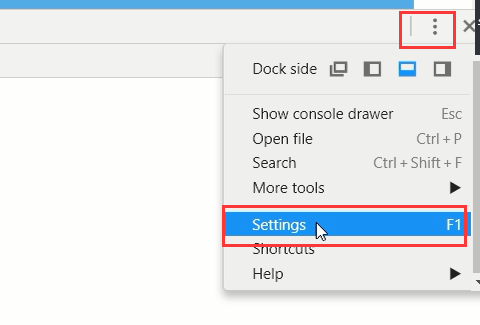 Dock side
Show console drawer Esc
Open file Ctrl + P
Search Ctrl + Shift + F
More tools
Settings F1
Shortcuts
Help